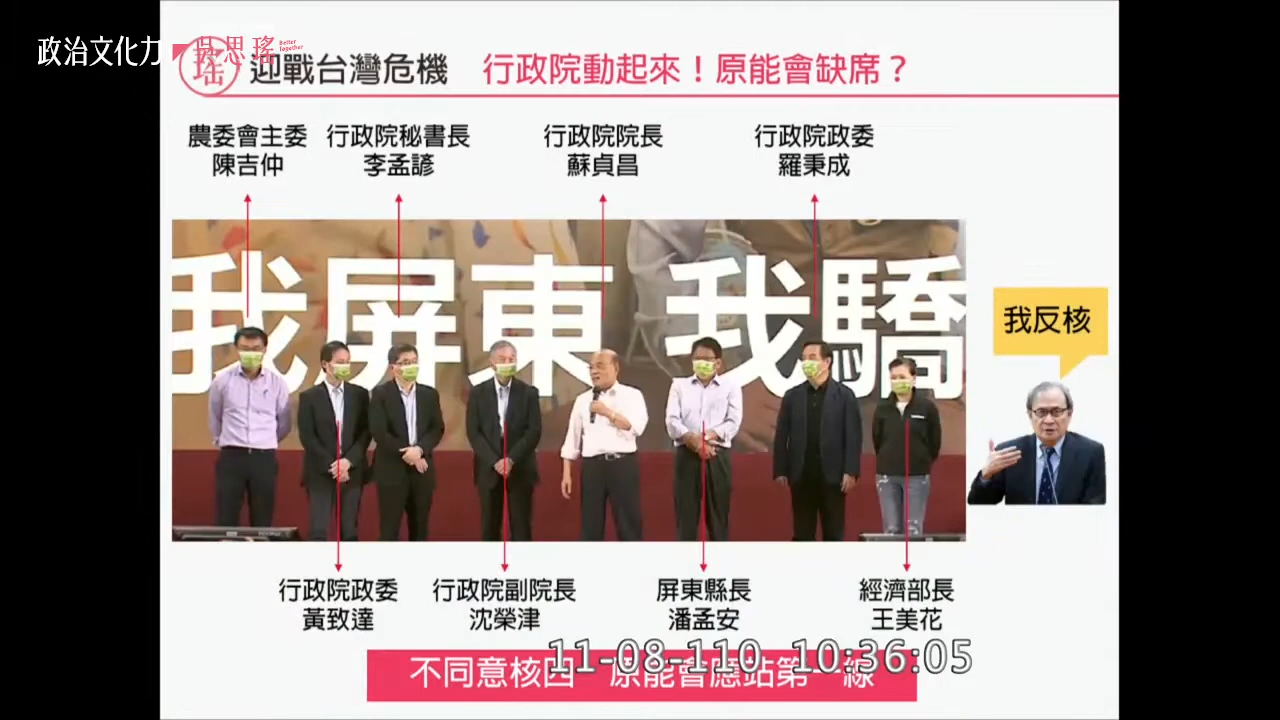 政治文化力 吳思瑤
Better Together
瑤 迎戰台灣危機 行政院動起來！原能會缺席？
農委會主委 行政院秘書長 行政院院長 行政院政委
陳吉仲 李孟諺 蘇貞昌 羅秉成
我屏東 我驕
我反核
行政院政委 行政院副院長 屏東縣長 經濟部長
黃致達 沈榮津 潘孟安 王美花
11-08-110 10:36:05
不同意核四 原能會應站第一線